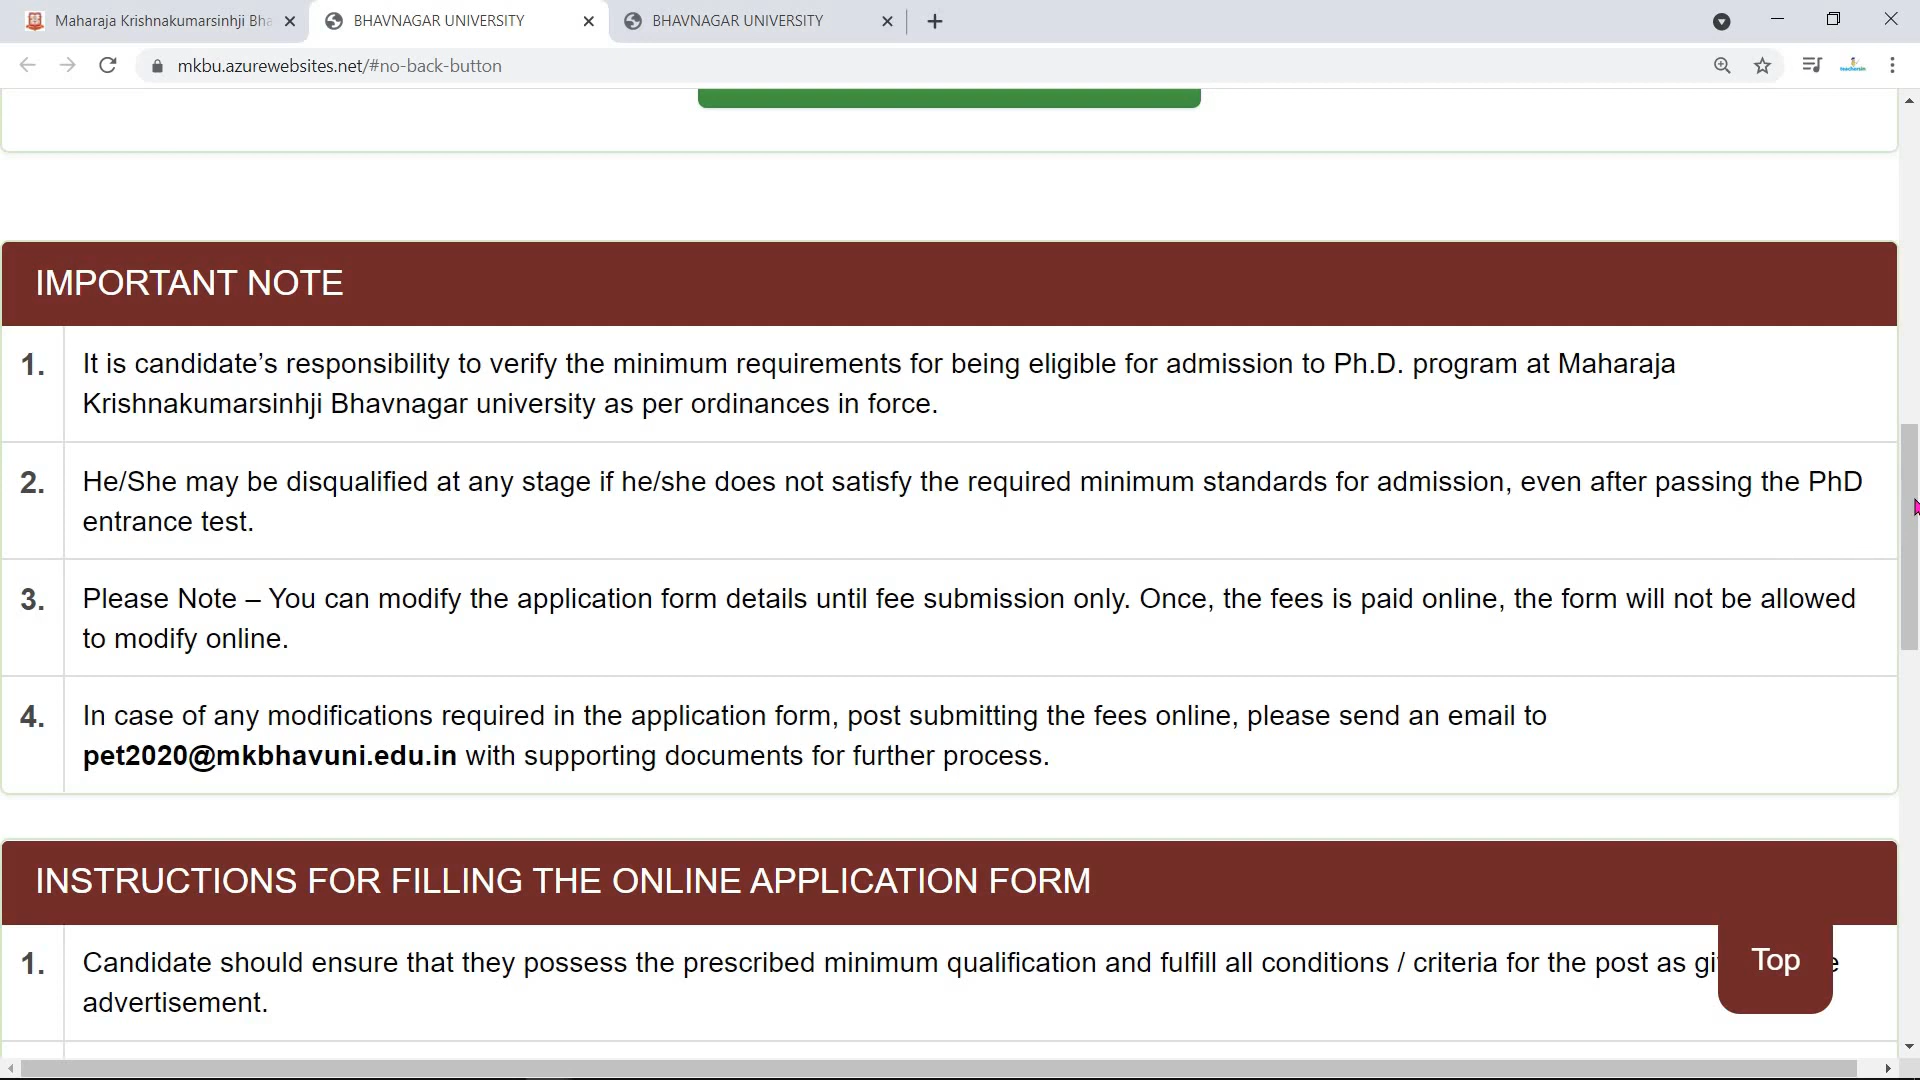 Maharaja Krishnakumarsinhji Bha
BHAVNAGAR UNIVERSITY
BHAVNAGAR UNIVERSITY
mkbu.azurewebsites.net/#no-back-button
IMPORTANT NOTE
1. It is candidate’s responsibility to verify the minimum requirements for being eligible for admission to Ph.D. program at Maharaja
Krishnakumarsinhji Bhavnagar university as per ordinances in force.
2. He/She may be disqualified at any stage if he/she does not satisfy the required minimum standards for admission, even after passing the PhD
entrance test.
3. Please Note – You can modify the application form details until fee submission only. Once, the fees is paid online, the form will not be allowed
to modify online.
4. In case of any modifications required in the application form, post submitting the fees online, please send an email to
pet2020@mkbhavuni.edu.in with supporting documents for further process.
INSTRUCTIONS FOR FILLING THE ONLINE APPLICATION FORM
1. Candidate should ensure that they possess the prescribed minimum qualification and fulfill all conditions / criteria for the post as
advertisement.
Top